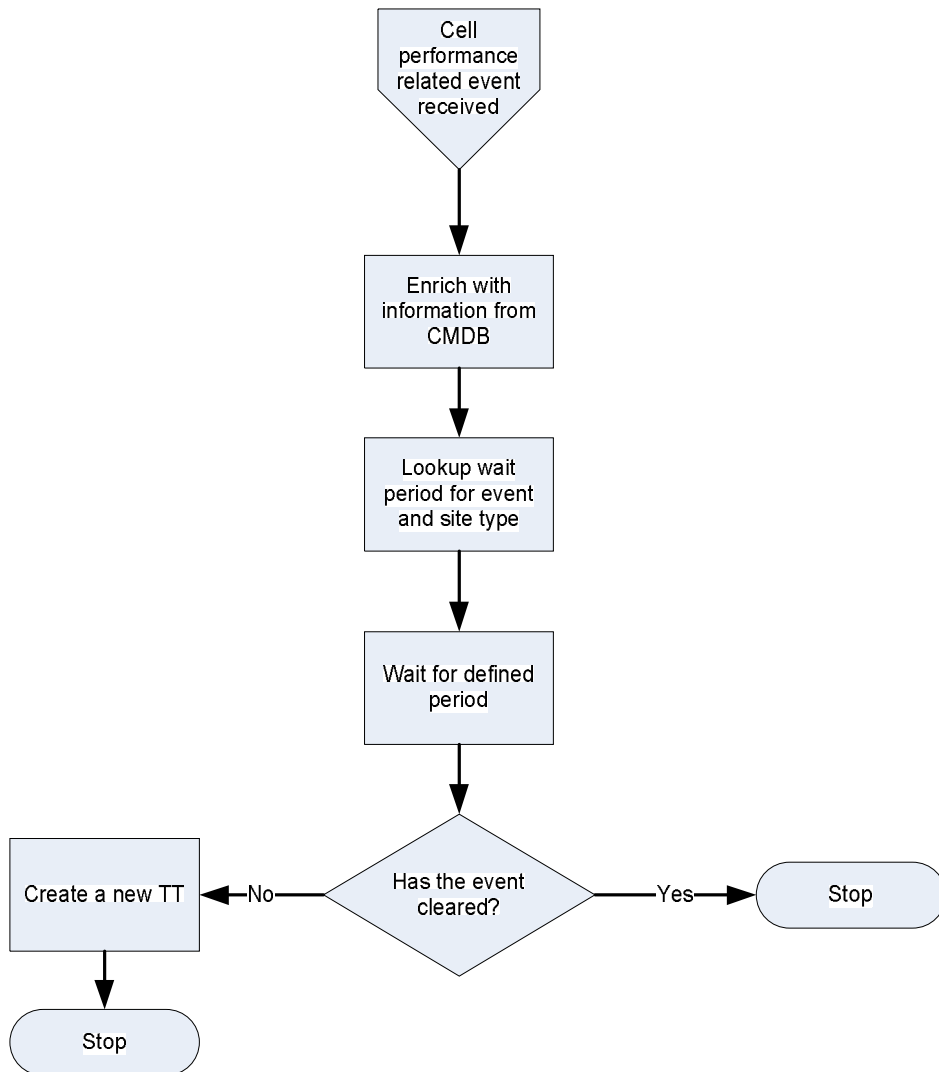 Cell
performance
related event
received
Enrich with
information from
CMDB
Lookup wait
period for event
and site type
Wait for defined
period
Has the event
cleared?
No
Yes
Create a new TT
Stop
Stop